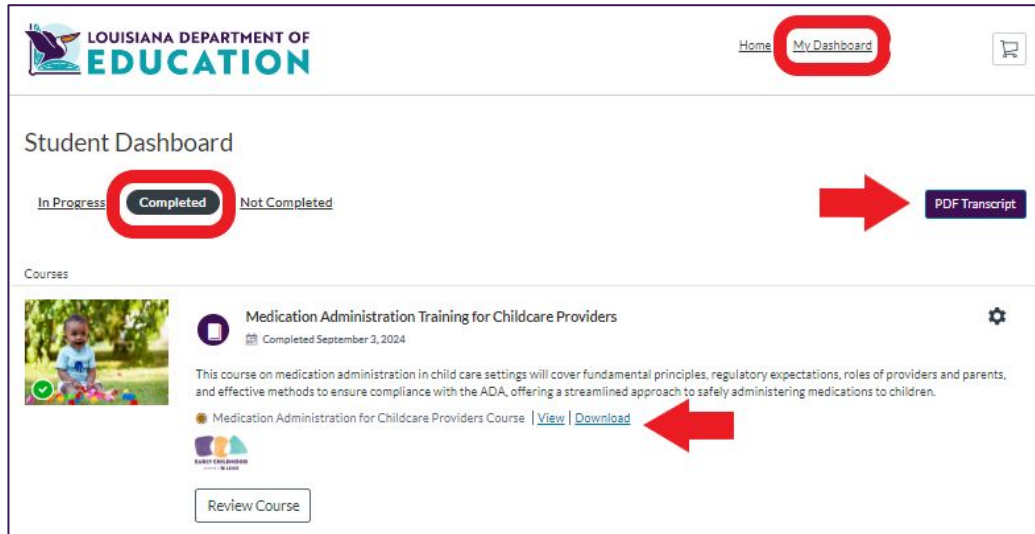 LOUISIANA DEPARTMENT OF
EDUCATION
Home My Dashboard
Student Dashboard
In Progress Completed Not Completed
PDF Transcript
Courses
Medication Administration Training for Childcare Providers
Completed September 3, 2024
This course on medication administration in child care settings will cover fundamental principles, regulatory expectations, roles of providers and parents,
and effective methods to ensure compliance with the ADA, offering a streamlined approach to safely administering medications to children.
Medication Administration for Childcare Providers Course | View | Download
EARLY CHILDHOOD
Review Course